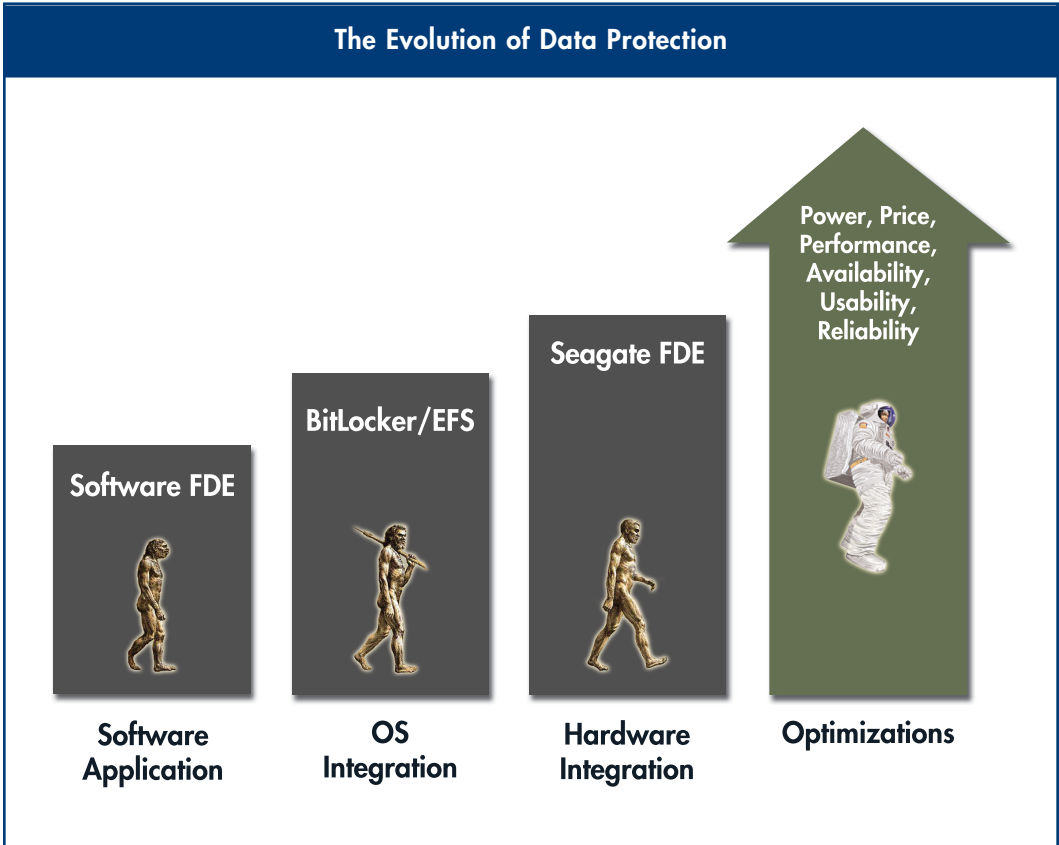 The Evolution of Data Protection
Power, Price,
Performance,
Availability,
Usability,
Reliability
Seagate FDE
BitLocker/EFS
Software FDE
Software
Application
OS
Integration
Hardware
Integration
Optimizations